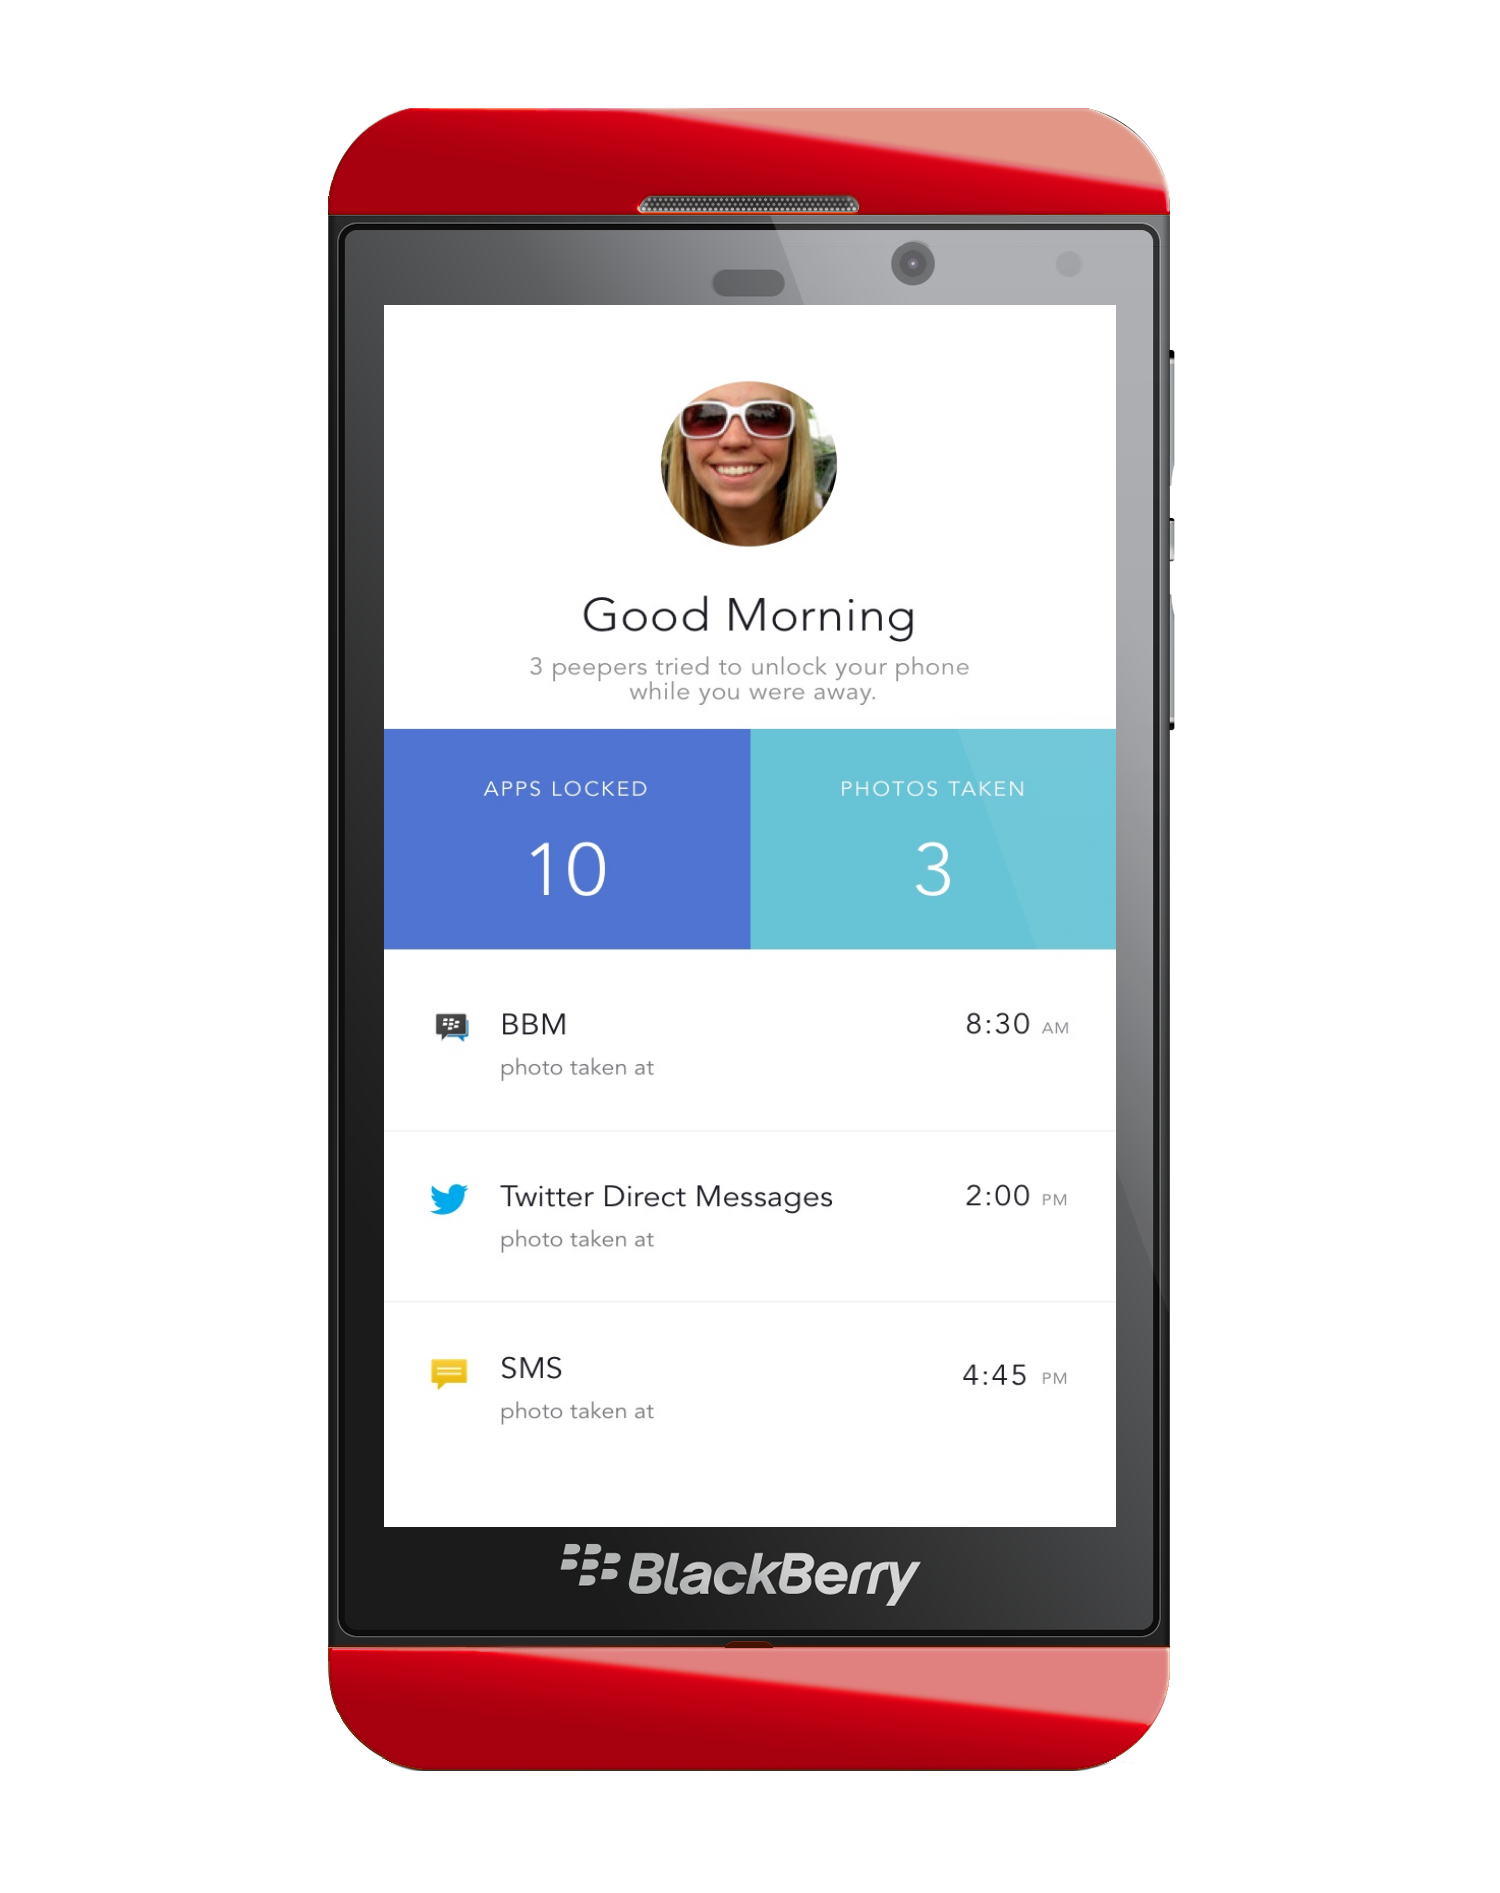 Good Morning
3 peepers tried to unlock your phone
while you were away.
APPS LOCKED
10
PHOTOS TAKEN
3
BBM
8:30 AM
photo taken at
Twitter Direct Messages
2:00 PM
photo taken at
SMS
4:45 PM
photo taken at
BlackBerry